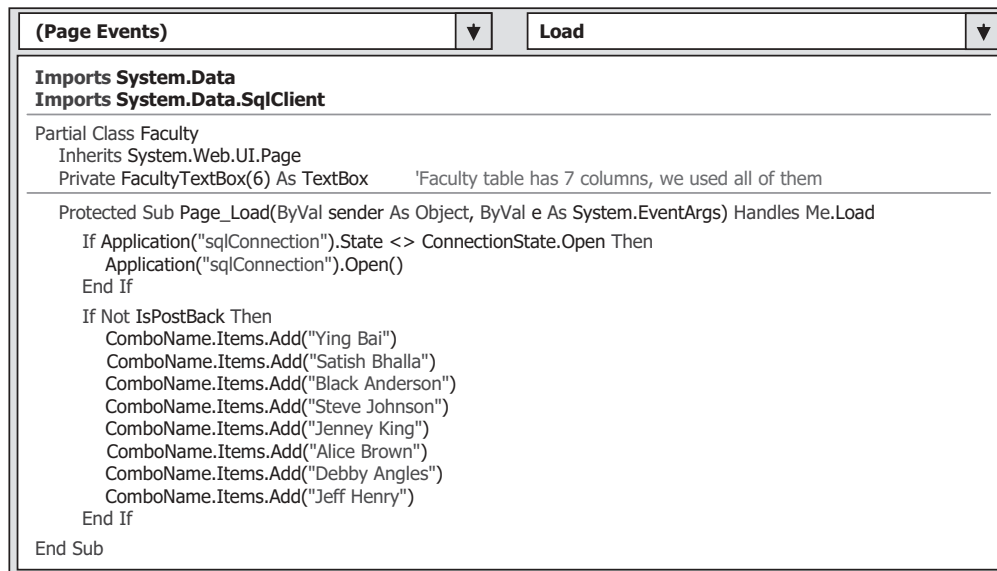 (Page Events) Load
Imports System.Data
Imports System.Data.SqlClient
Partial Class Faculty
Inherits System.Web.UI.Page
Private FacultyTextBox(6) As TextBox 'Faculty table has 7 columns, we used all of them
Protected Sub Page_Load(ByVal sender As Object, ByVal e As System.EventArgs) Handles Me.Load
If Application("sqlConnection").State <> ConnectionState.Open Then
Application("sqlConnection").Open()
End If
If Not IsPostBack Then
ComboName.Items.Add("Ying Bai")
ComboName.Items.Add("Satish Bhalla")
ComboName.Items.Add("Black Anderson")
ComboName.Items.Add("Steve Johnson")
ComboName.Items.Add("Jenney King")
ComboName.Items.Add("Alice Brown")
ComboName.Items.Add("Debby Angles")
ComboName.Items.Add("Jeff Henry")
End If
End Sub